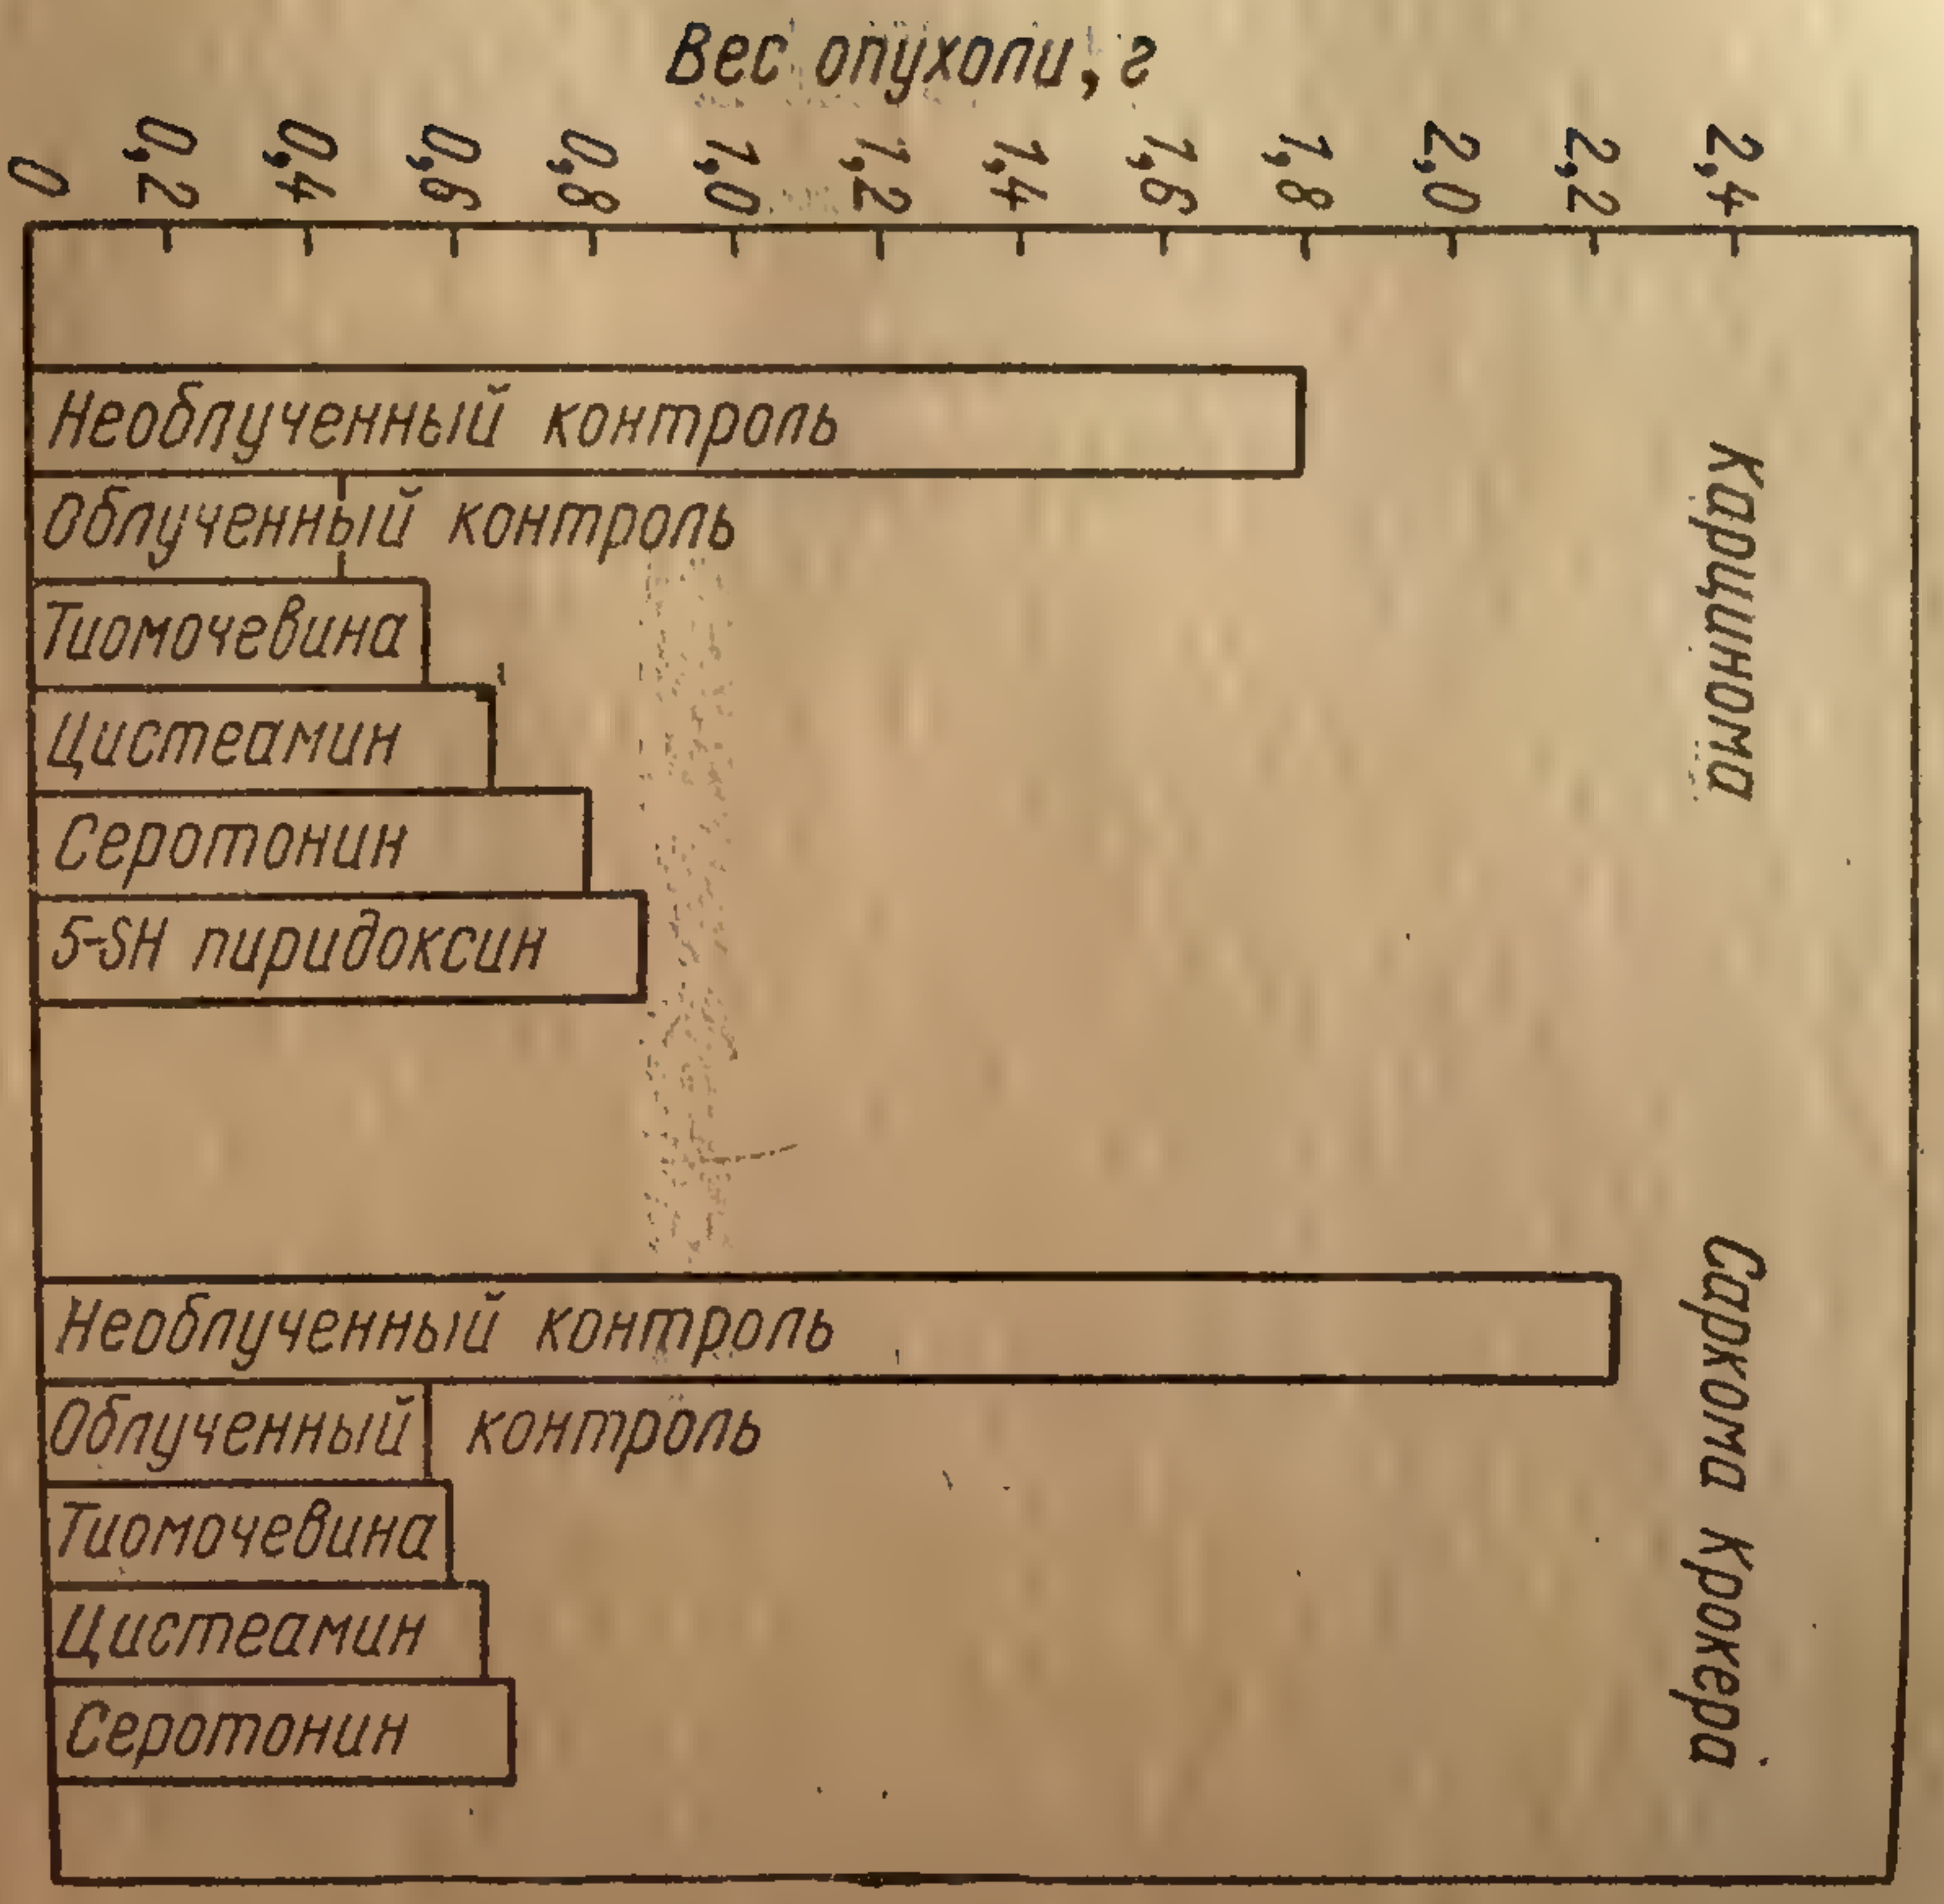 Вес опухоли, г
0 0,2 0,4 0,6 0,8 1,0 1,2 1,4 1,6 1,8 2,0 2,2 2,4
Необлученный контроль
Облученный контроль
Тиомочевина
Цистеамин
Серотонин
5-SH пиридоксин
Карцинома
Необлученный контроль
Облученный контроль
Тиомочевина
Цистеамин
Серотонин
Саркома Крокера